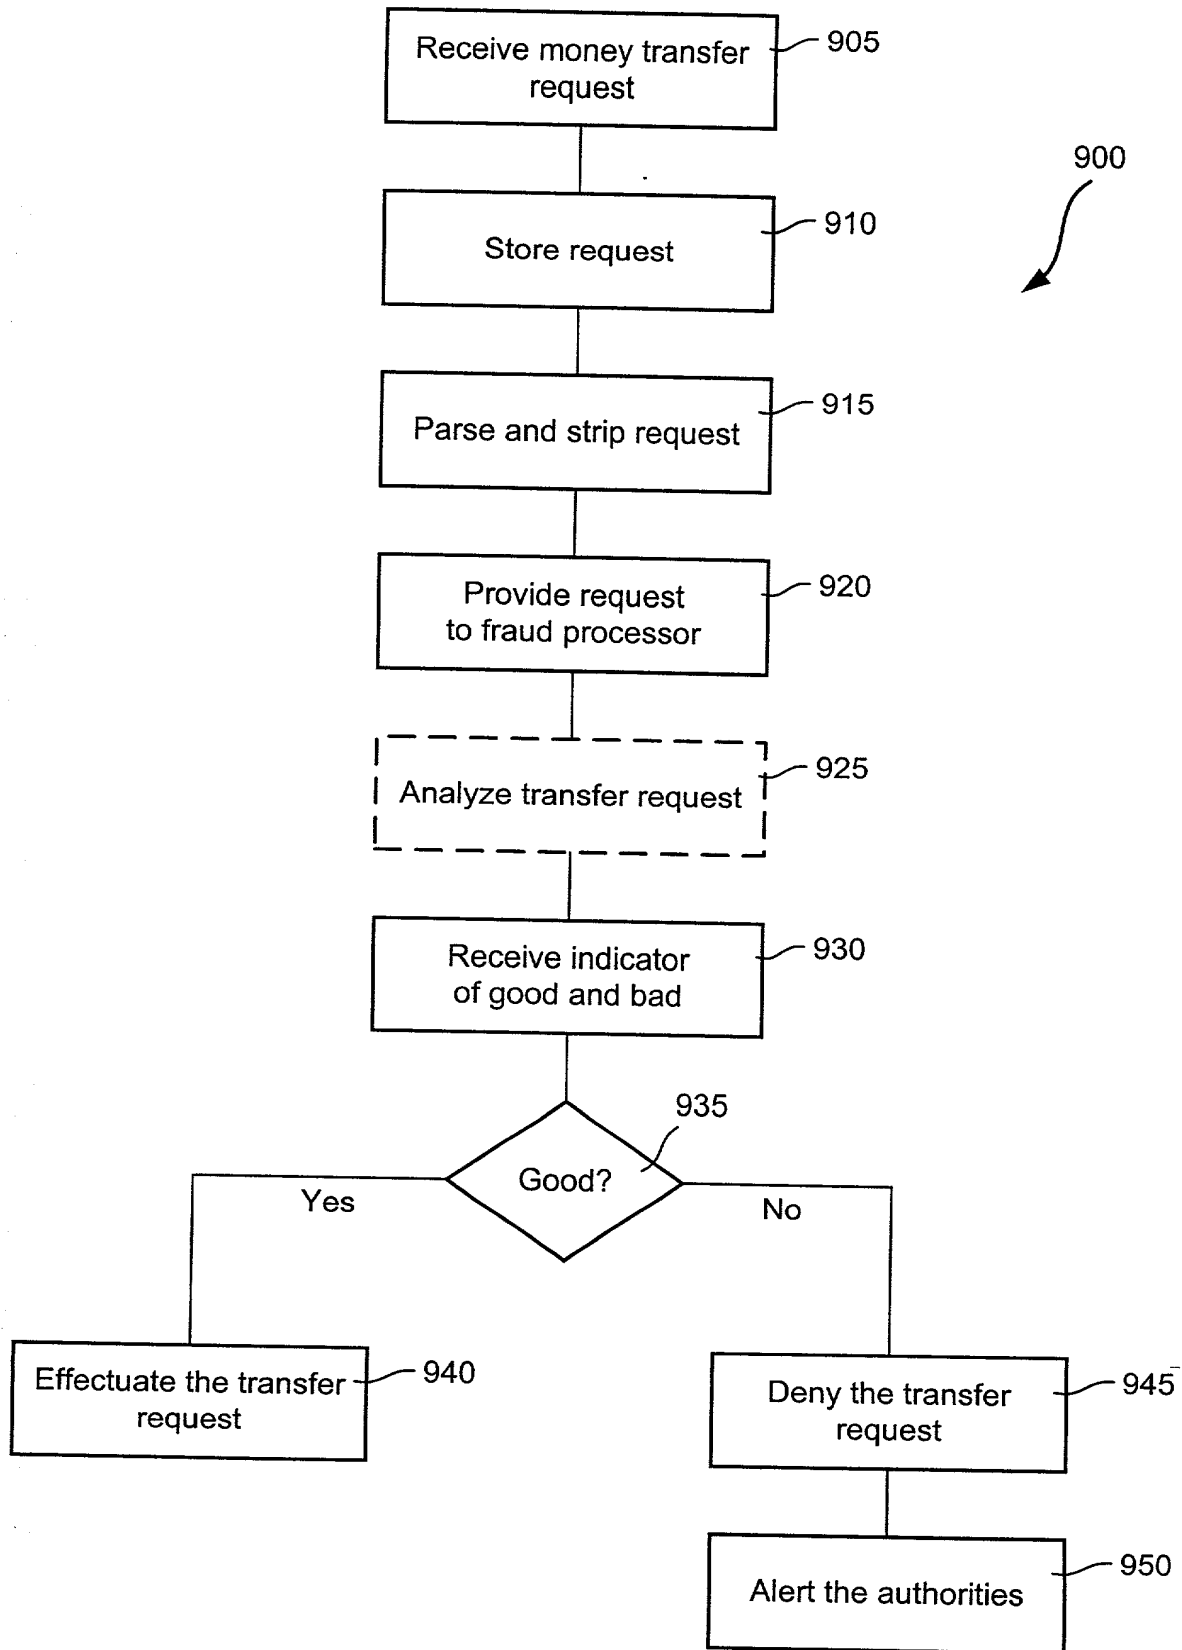 Receive money transfer
request
905
900
Store request
910
Parse and strip request
915
Provide request
to fraud processor
920
Analyze transfer request
925
Receive indicator
of good and bad
930
935
Good?
Yes
No
Effectuate the transfer
request
940
Deny the transfer
request
945
Alert the authorities
950